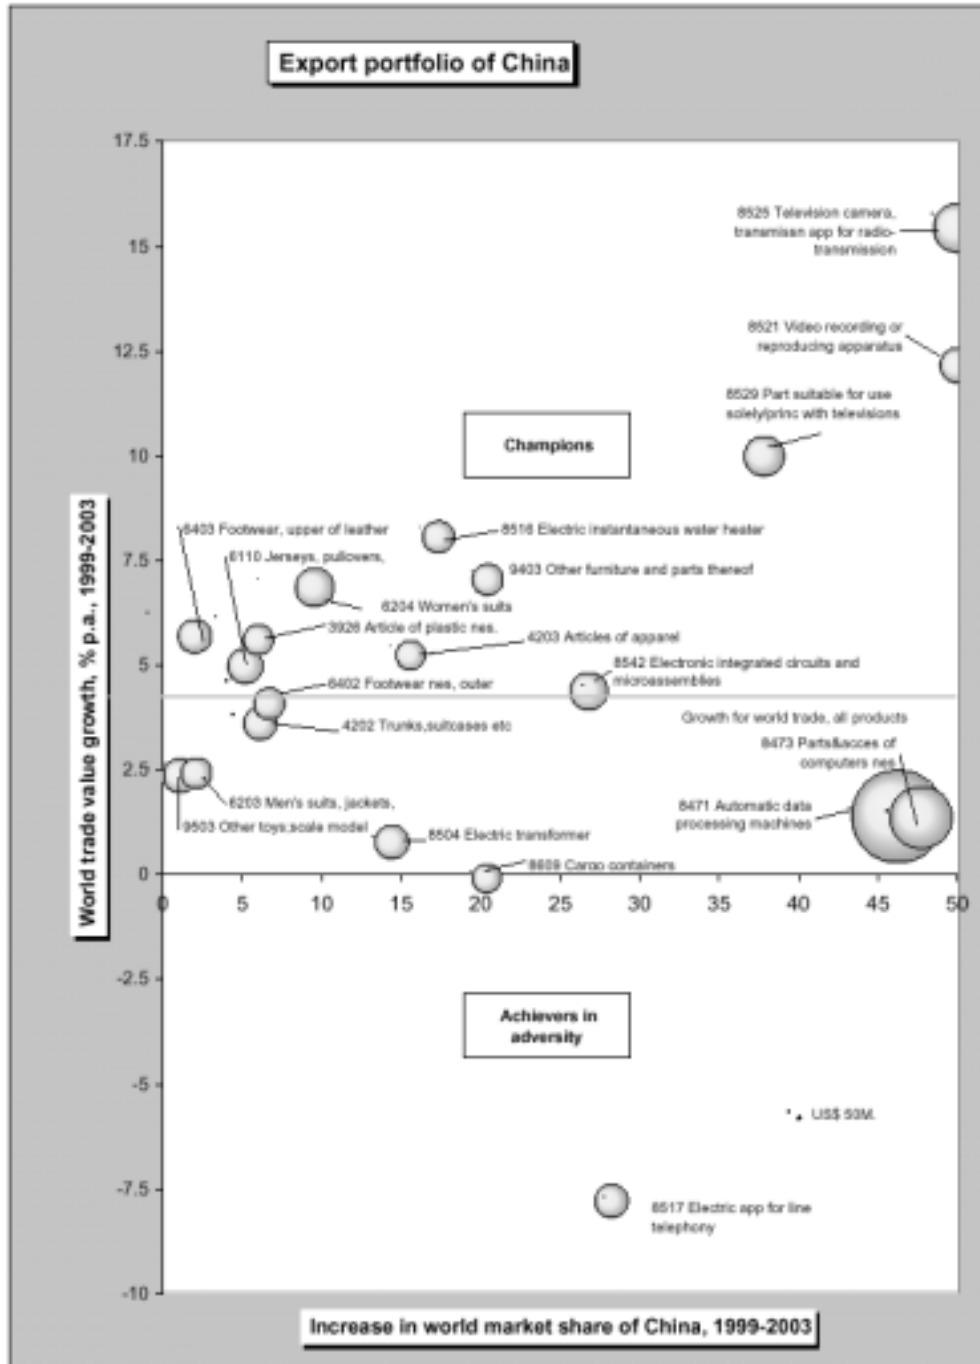 Export portfolio of China
17.5
15
12.5
10
7.5
5
2.5
0
-2.5
-5
-7.5
-10
World trade value growth, % p.a., 1999-2003
8525 Television camera,
transmissn app for radio-
transmission
8521 Video recording or
reproducing apparatus
8529 Part suitable for use
solely/princ with televisions
Champions
6403 Footwear, upper of leather
8516 Electric instantaneous water heater
6110 Jerseys, pullovers,
9403 Other furniture and parts thereof
6204 Women's suits
3926 Article of plastic nes.
4203 Articles of apparel
8542 Electronic integrated circuits and
microassemblies
6402 Footwear nes, outer
4202 Trunks,suitcases etc
Growth for world trade, all products
8473 Parts&acces of
computers nes
6203 Men's suits, jackets,
8471 Automatic data
processing machines
9503 Other toys;scale model
8504 Electric transformer
8609 Cargo containers
0 5 10 15 20 25 30 35 40 45 50
Achievers in
adversity
US$ 50M.
8517 Electric app for line
telephony
Increase in world market share of China, 1999-2003